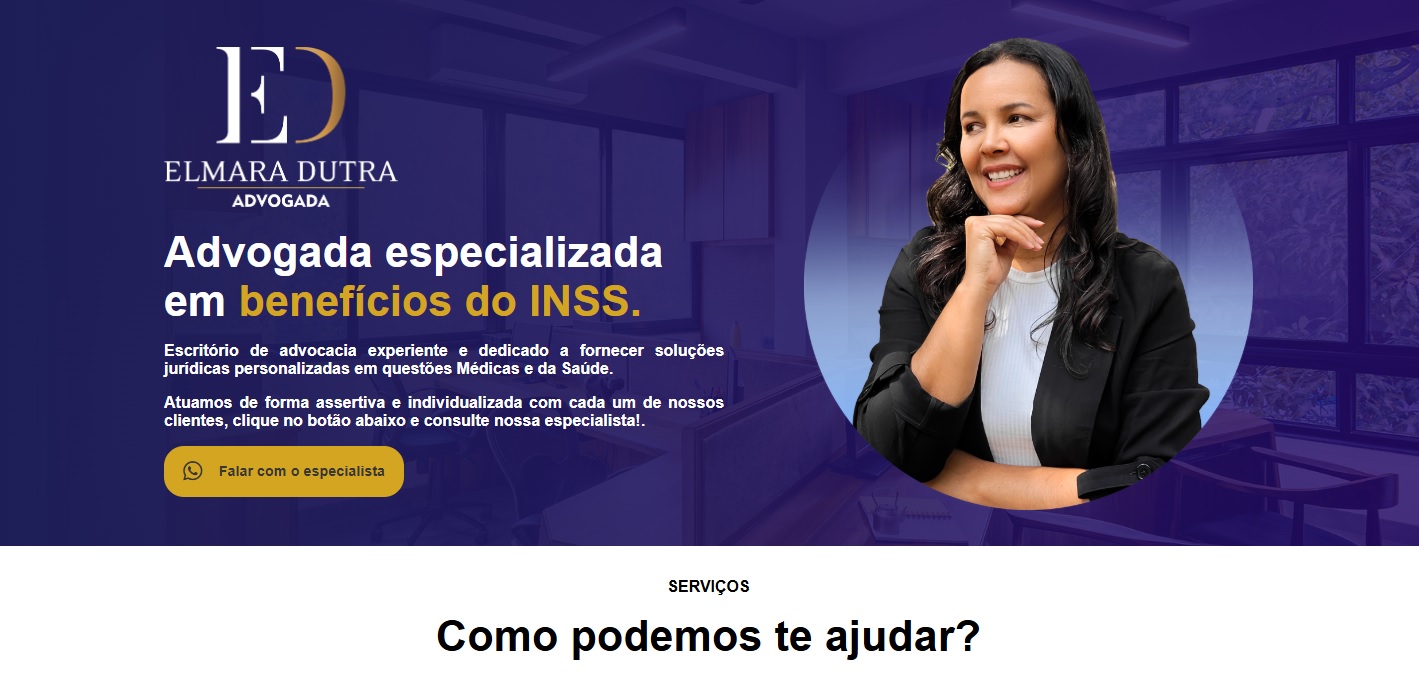 ED
ELMARA DUTRA
ADVOGADA
Advogada especializada
em benefícios do INSS.
Escritório de advocacia experiente e dedicado a fornecer soluções
jurídicas personalizadas em questões Médicas e da Saúde.
Atuamos de forma assertiva e individualizada com cada um de nossos
clientes, clique no botão abaixo e consulte nossa especialista!.
Falar com o especialista
SERVIÇOS
Como podemos te ajudar?